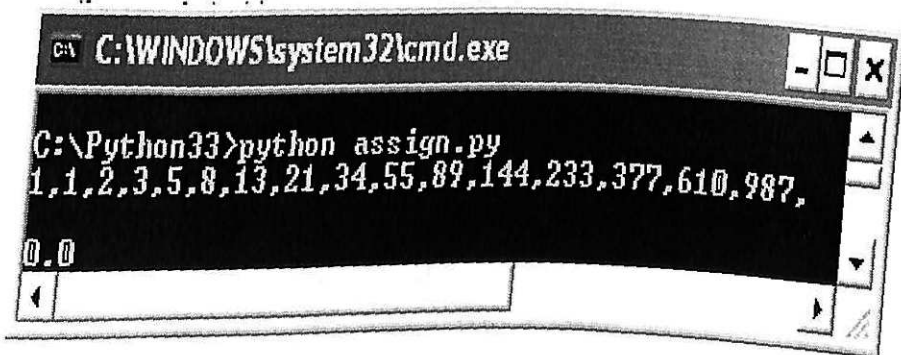 C:\WINDOWS\system32\cmd.exe
C:\Python33>python assign.py
1,1,2,3,5,8,13,21,34,55,89,144,233,377,610,987,
0.0